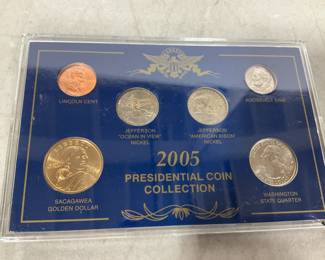 LINCOLN CENT
ROOSEVELT DIME
JEFFERSON
"OCEAN IN VIEW"
NICKEL
JEFFERSON
"AMERICAN BISON"
NICKEL
2005
PRESIDENTIAL COIN
COLLECTION
SACAGAWEA
GOLDEN DOLLAR
WASHINGTON
STATE QUARTER